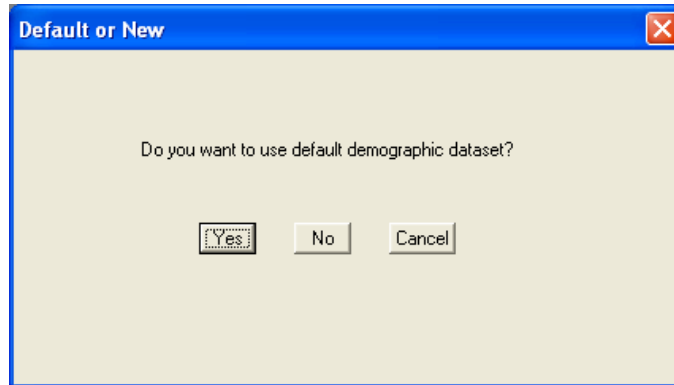 Default or New
Do you want to use default demographic dataset?
Yes No Cancel